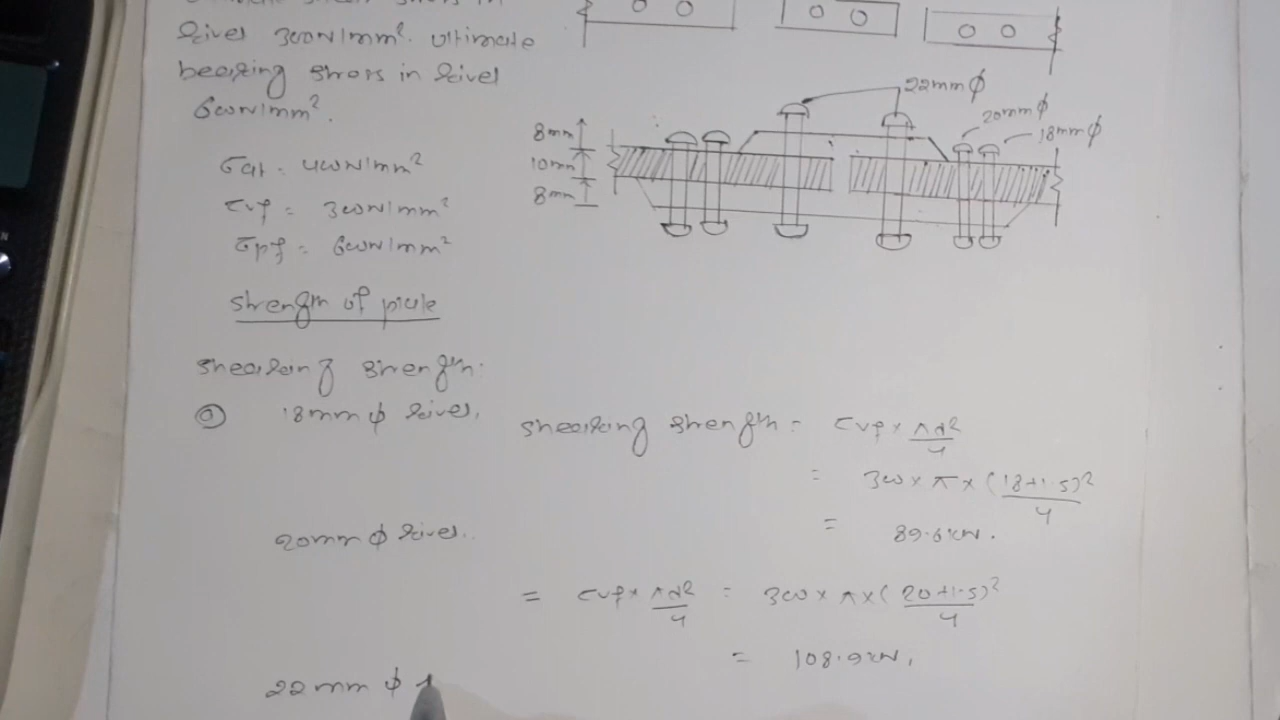 rivet 300N/mm². Ultimate
bearing stress in rivet
600N/mm².
σat = 400N/mm²
τvf = 300N/mm²
σpf = 600N/mm²
22mm ϕ
20mm ϕ
18mm ϕ
8mm
10mm
8mm
Strength of
Shearing strength.
a 18mm ϕ rivet, shearing strength = τvf × πd²/4
= 300 × π × (18+1.5)²/4
= 89.6kN.
20mm ϕ rivet.
= τvf × πd²/4 = 300 × π × (20+1.5)²/4
= 108.9kN.
22mm ϕ